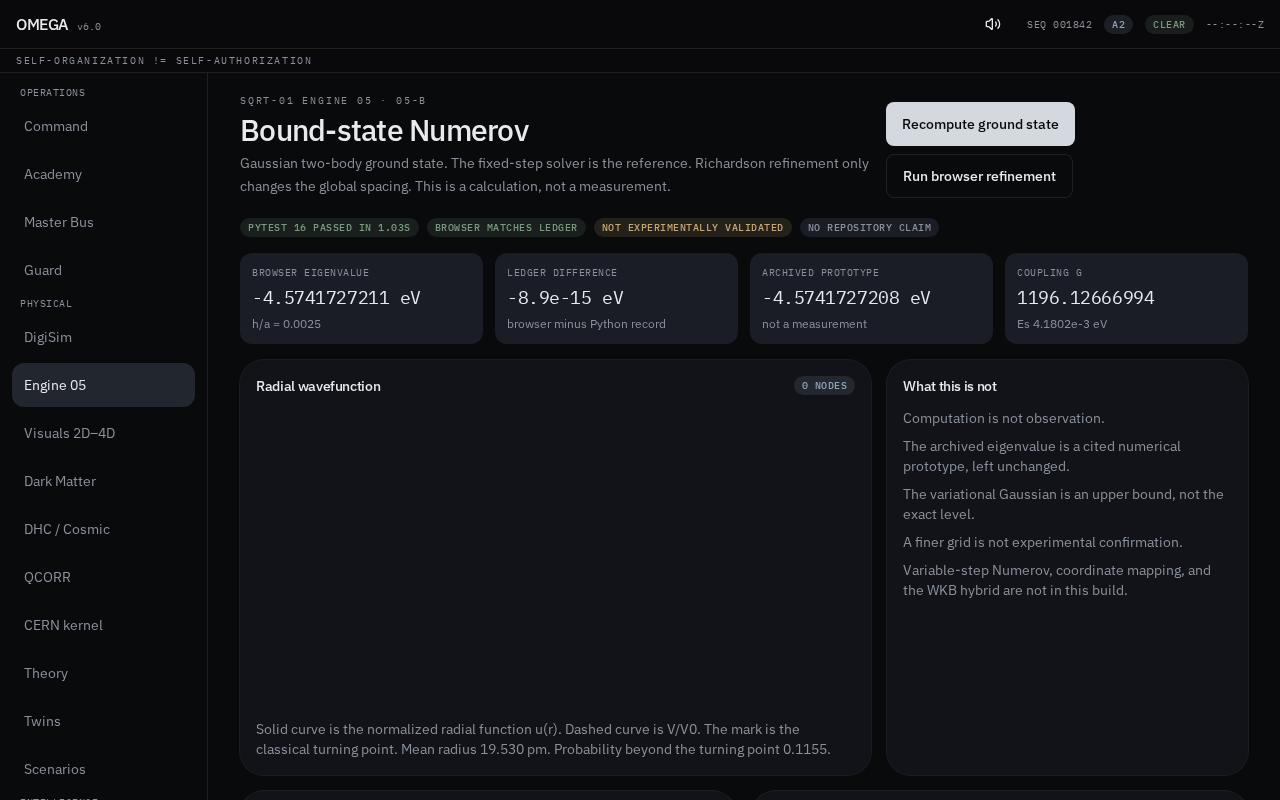 OMEGA v6.0
SEQ 001842 A2 CLEAR --:--:--Z
SELF-ORGANIZATION != SELF-AUTHORIZATION
OPERATIONS
Command
Academy
Master Bus
Guard
PHYSICAL
DigiSim
Engine 05
Visuals 2D–4D
Dark Matter
DHC / Cosmic
QCORR
CERN kernel
Theory
Twins
Scenarios
SQRT-01 ENGINE 05 · 05-B
Bound-state Numerov
Gaussian two-body ground state. The fixed-step solver is the reference. Richardson refinement only
changes the global spacing. This is a calculation, not a measurement.
Recompute ground state
Run browser refinement
PYTEST 16 PASSED IN 1.03S BROWSER MATCHES LEDGER NOT EXPERIMENTALLY VALIDATED NO REPOSITORY CLAIM
BROWSER EIGENVALUE
-4.5741727211 eV
h/a = 0.0025
LEDGER DIFFERENCE
-8.9e-15 eV
browser minus Python record
ARCHIVED PROTOTYPE
-4.5741727208 eV
not a measurement
COUPLING G
1196.12666994
Es 4.1802e-3 eV
Radial wavefunction 0 NODES
Solid curve is the normalized radial function u(r). Dashed curve is V/V0. The mark is the
classical turning point. Mean radius 19.530 pm. Probability beyond the turning point 0.1155.
What this is not
Computation is not observation.
The archived eigenvalue is a cited numerical
prototype, left unchanged.
The variational Gaussian is an upper bound, not the
exact level.
A finer grid is not experimental confirmation.
Variable-step Numerov, coordinate mapping, and
the WKB hybrid are not in this build.